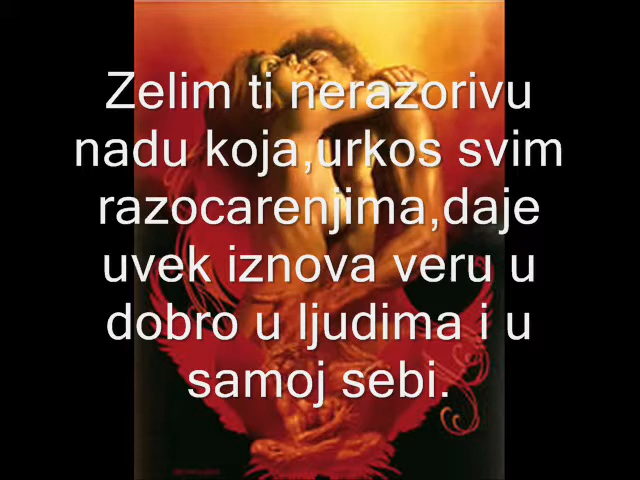 Zelim ti nerazorivu
nadu koja,urkos svim
razocarenjima,daje
uvek iznova veru u
dobro u ljudima i u
samoj sebi.